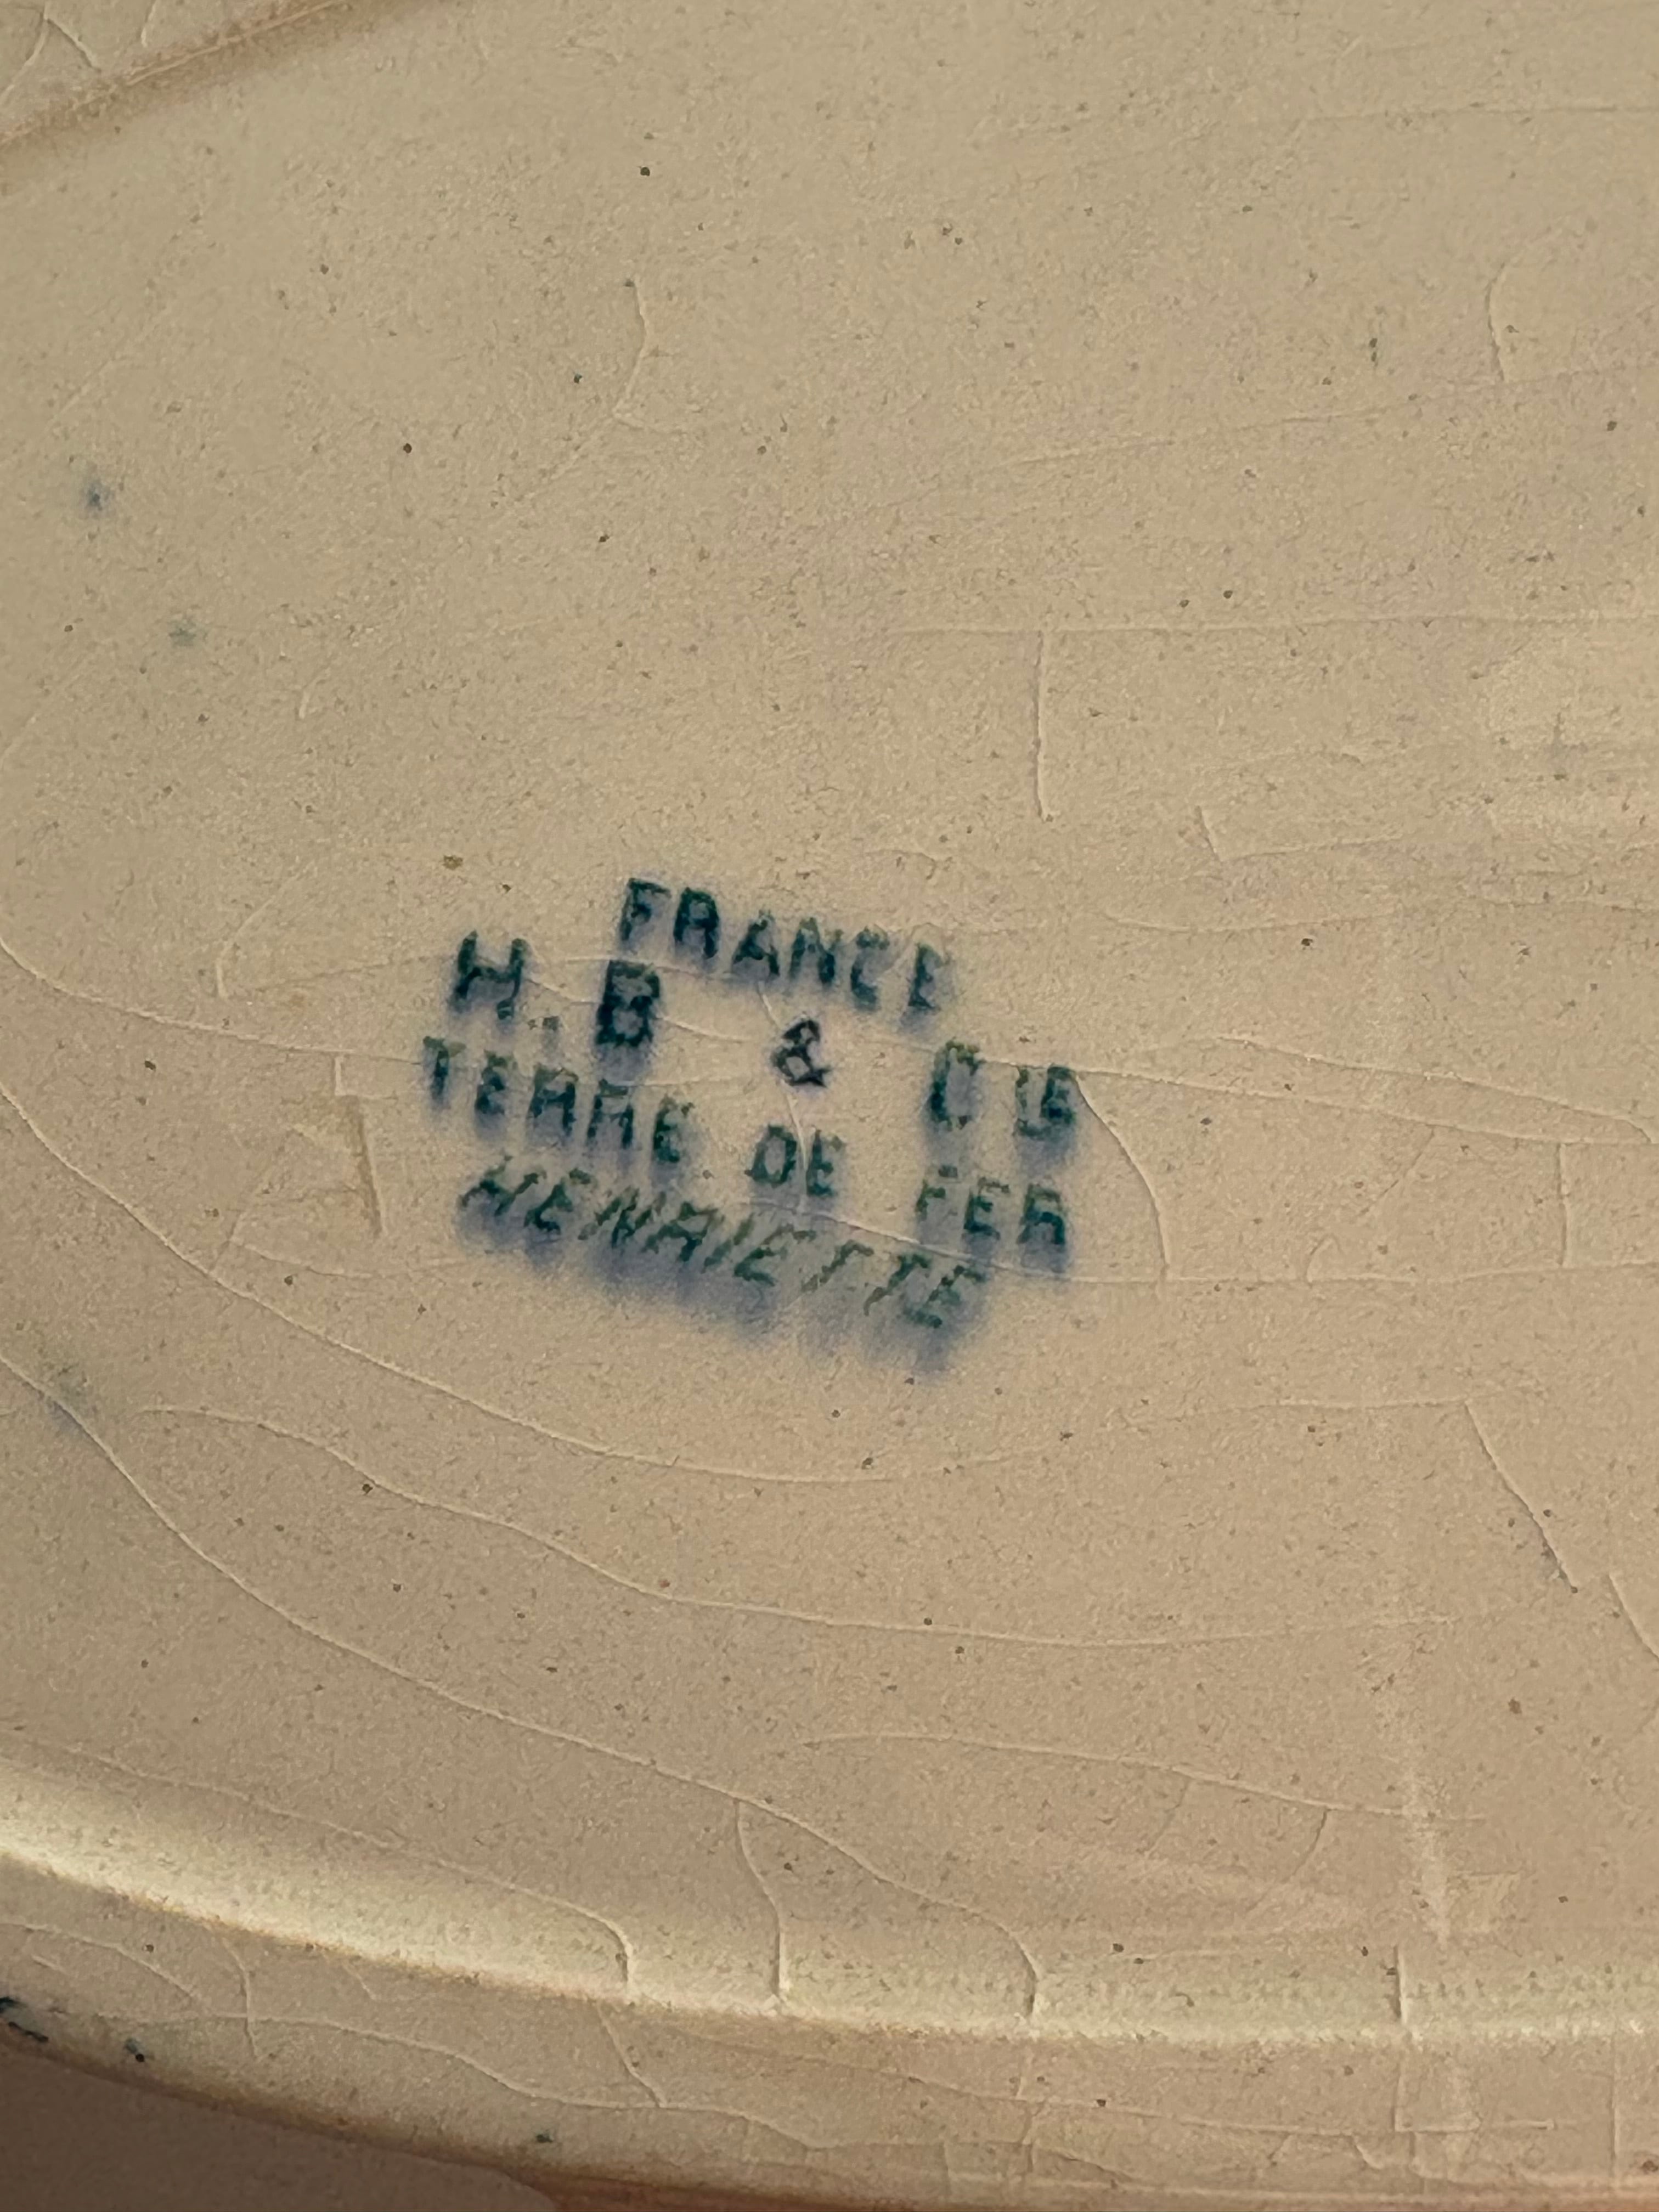 FRANCE
H.B & CIE
TERRE DE FER
HENRIETTE